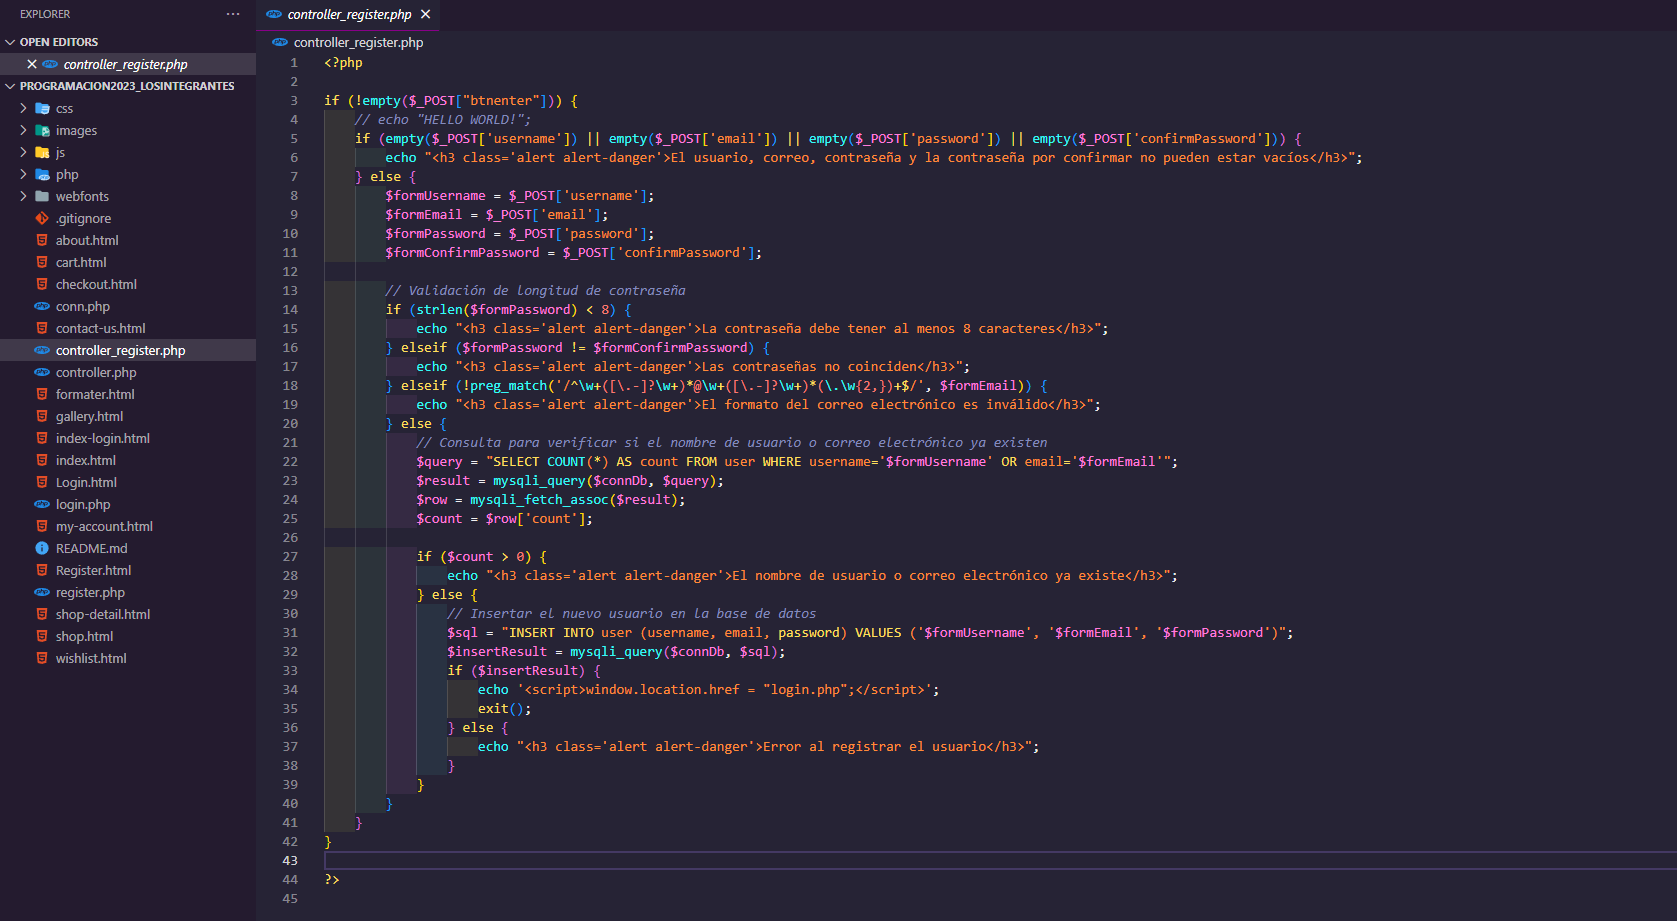 EXPLORER
OPEN EDITORS
controller_register.php
PROGRAMACION2023_LOSINTEGRANTES
css
images
js
php
webfonts
.gitignore
about.html
cart.html
checkout.html
conn.php
contact-us.html
controller_register.php
controller.php
formater.html
gallery.html
index-login.html
index.html
Login.html
login.php
my-account.html
README.md
Register.html
register.php
shop-detail.html
shop.html
wishlist.html
controller_register.php
controller_register.php
1 <?php
2
3 if (!empty($_POST["btnenter"])) {
4     // echo "HELLO WORLD!";
5     if (empty($_POST['username']) || empty($_POST['email']) || empty($_POST['password']) || empty($_POST['confirmPassword'])) {
6         echo "<h3 class='alert alert-danger'>El usuario, correo, contraseña y la contraseña por confirmar no pueden estar vacíos</h3>";
7     } else {
8         $formUsername = $_POST['username'];
9         $formEmail = $_POST['email'];
10         $formPassword = $_POST['password'];
11         $formConfirmPassword = $_POST['confirmPassword'];
12
13         // Validación de longitud de contraseña
14         if (strlen($formPassword) < 8) {
15             echo "<h3 class='alert alert-danger'>La contraseña debe tener al menos 8 caracteres</h3>";
16         } elseif ($formPassword != $formConfirmPassword) {
17             echo "<h3 class='alert alert-danger'>Las contraseñas no coinciden</h3>";
18         } elseif (!preg_match('/^\w+([\.-]?\w+)*@\w+([\.-]?\w+)*(\.\w{2,})+$/', $formEmail)) {
19             echo "<h3 class='alert alert-danger'>El formato del correo electrónico es inválido</h3>";
20         } else {
21             // Consulta para verificar si el nombre de usuario o correo electrónico ya existen
22             $query = "SELECT COUNT(*) AS count FROM user WHERE username='$formUsername' OR email='$formEmail'";
23             $result = mysqli_query($connDb, $query);
24             $row = mysqli_fetch_assoc($result);
25             $count = $row['count'];
26
27             if ($count > 0) {
28                 echo "<h3 class='alert alert-danger'>El nombre de usuario o correo electrónico ya existe</h3>";
29             } else {
30                 // Insertar el nuevo usuario en la base de datos
31                 $sql = "INSERT INTO user (username, email, password) VALUES ('$formUsername', '$formEmail', '$formPassword')";
32                 $insertResult = mysqli_query($connDb, $sql);
33                 if ($insertResult) {
34                     echo '<script>window.location.href = "login.php";</script>';
35                     exit();
36                 } else {
37                     echo "<h3 class='alert alert-danger'>Error al registrar el usuario</h3>";
38                 }
39             }
40         }
41     }
42 }
43
44 ?>
45